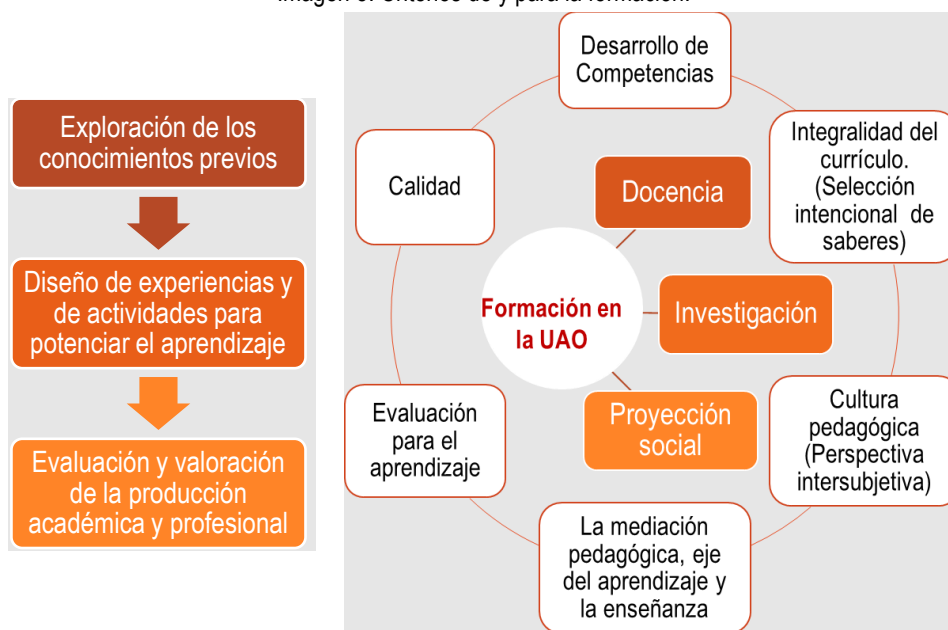 Exploración de los
conocimientos previos
Diseño de experiencias y
de actividades para
potenciar el aprendizaje
Evaluación y valoración
de la producción
académica y profesional
Desarrollo de
Competencias
Integralidad del
currículo.
(Selección
intencional de
saberes)
Cultura
pedagógica
(Perspectiva
intersubjetiva)
La mediación
pedagógica, eje
del aprendizaje y
la enseñanza
Evaluación
para el
aprendizaje
Calidad
Formación en
la UAO
Docencia
Investigación
Proyección
social